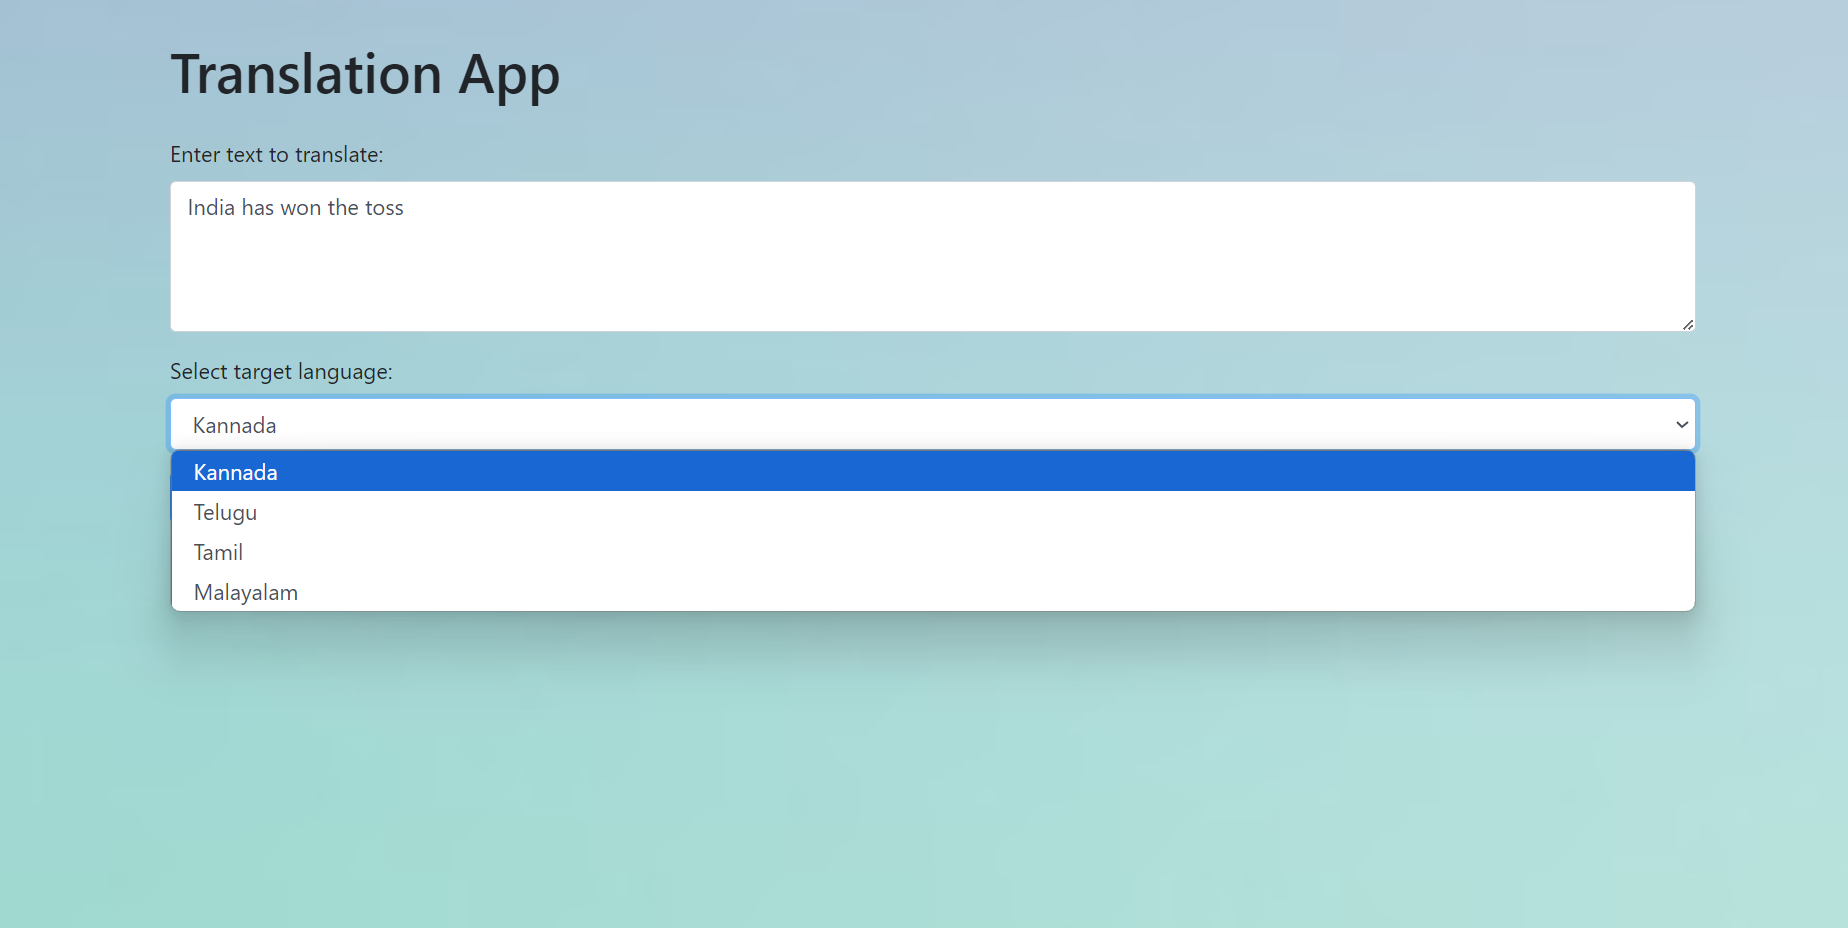 Translation App
Enter text to translate:
India has won the toss
Select target language:
Kannada
Kannada
Telugu
Tamil
Malayalam